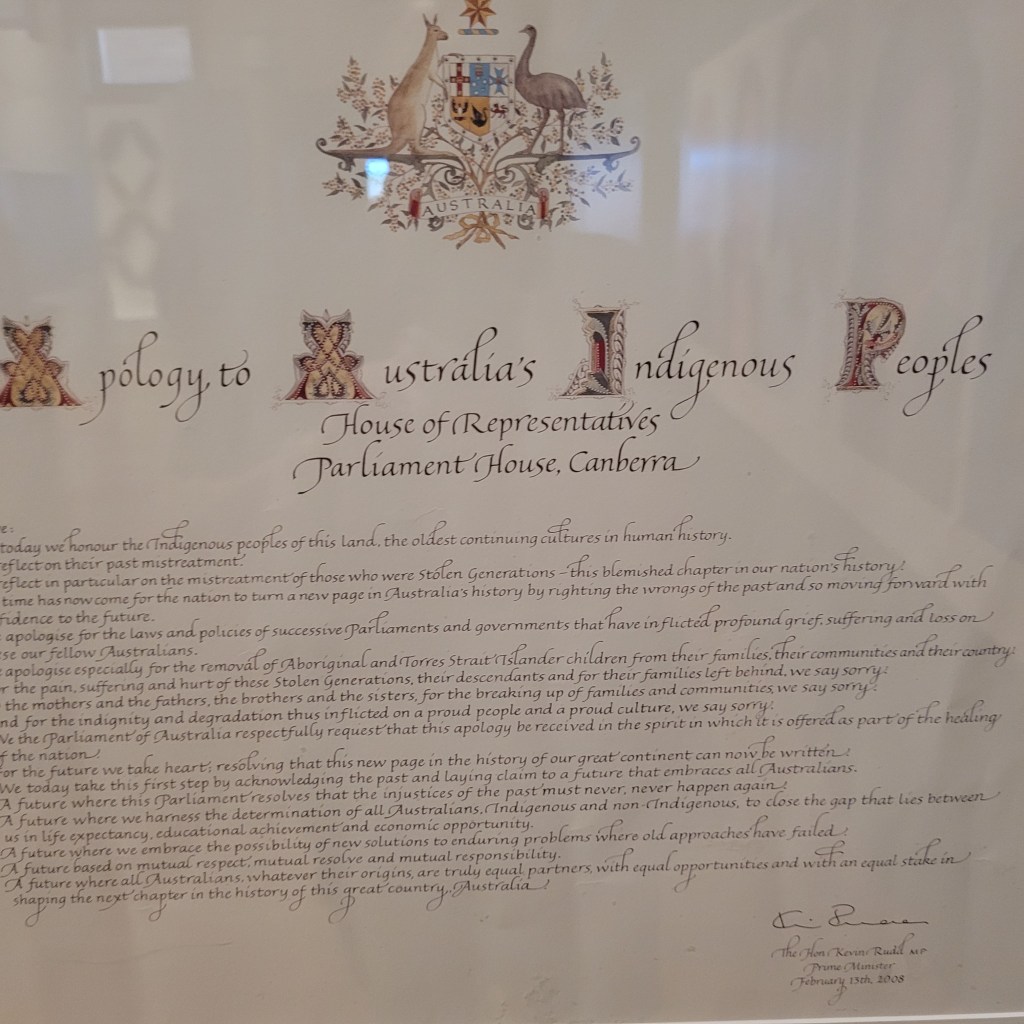 AUSTRALIA
Apology to Australia's Indigenous Peoples
House of Representatives
Parliament House, Canberra
e:
today we honour the Indigenous peoples of this land, the oldest continuing cultures in human history.
eflect on their past mistreatment.
eflect in particular on the mistreatment of those who were Stolen Generations – this blemished chapter in our nation's history.
time has now come for the nation to turn a new page in Australia's history by righting the wrongs of the past and so moving forward with
fidence to the future.
apologise for the laws and policies of successive Parliaments and governments that have inflicted profound grief, suffering and loss on
se our fellow Australians.
apologise especially for the removal of Aboriginal and Torres Strait Islander children from their families, their communities and their country.
r the pain, suffering and hurt of these Stolen Generations, their descendants and for their families left behind, we say sorry.
the mothers and the fathers, the brothers and the sisters, for the breaking up of families and communities, we say sorry.
nd for the indignity and degradation thus inflicted on a proud people and a proud culture, we say sorry.
We the Parliament of Australia respectfully request that this apology be received in the spirit in which it is offered as part of the healing
f the nation.
or the future we take heart; resolving that this new page in the history of our great continent can now be written.
We today take this first step by acknowledging the past and laying claim to a future that embraces all Australians.
A future where this Parliament resolves that the injustices of the past must never, never happen again.
A future where we harness the determination of all Australians, Indigenous and non-Indigenous, to close the gap that lies between
us in life expectancy, educational achievement and economic opportunity.
A future where we embrace the possibility of new solutions to enduring problems where old approaches have failed.
A future based on mutual respect, mutual resolve and mutual responsibility.
A future where all Australians, whatever their origins, are truly equal partners, with equal opportunities and with an equal stake in
shaping the next chapter in the history of this great country, Australia.
The Hon Kevin Rudd MP
Prime Minister
February 13th, 2008